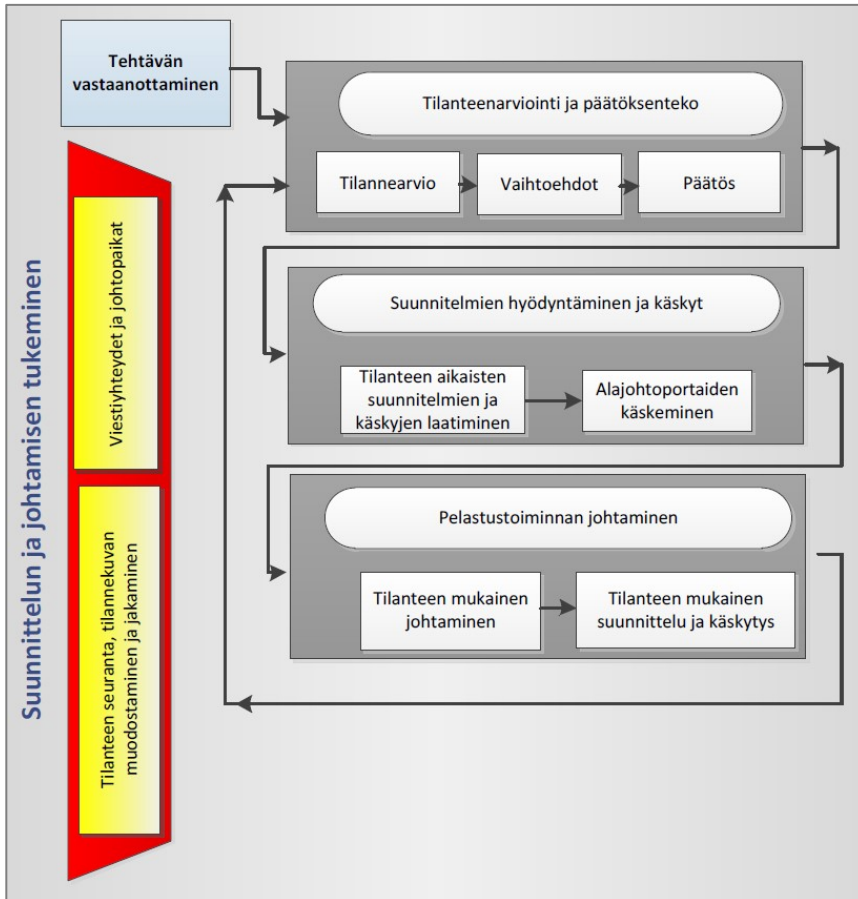 Tehtävän
vastaanottaminen
Tilanteenarviointi ja päätöksenteko
Tilannearvio
Vaihtoehdot
Päätös
Suunnitelmien hyödyntäminen ja käskyt
Tilanteen aikaisten
suunnitelmien ja
käskyjen laatiminen
Alajohtoportaiden
käskeminen
Pelastustoiminnan johtaminen
Tilanteen mukainen
johtaminen
Tilanteen mukainen
suunnittelu ja käskytys
Suunnittelun ja johtamisen tukeminen
Viestiyhteydet ja johtopaikat
Tilanteen seuranta, tilannekuvan
muodostaminen ja jakaminen